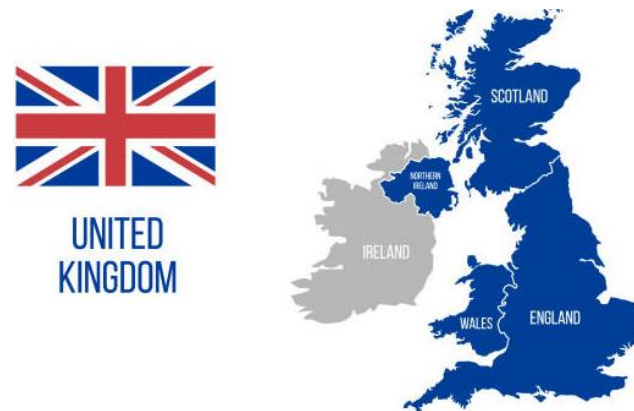 UNITED
KINGDOM
SCOTLAND
NORTHERN
IRELAND
IRELAND
WALES
ENGLAND